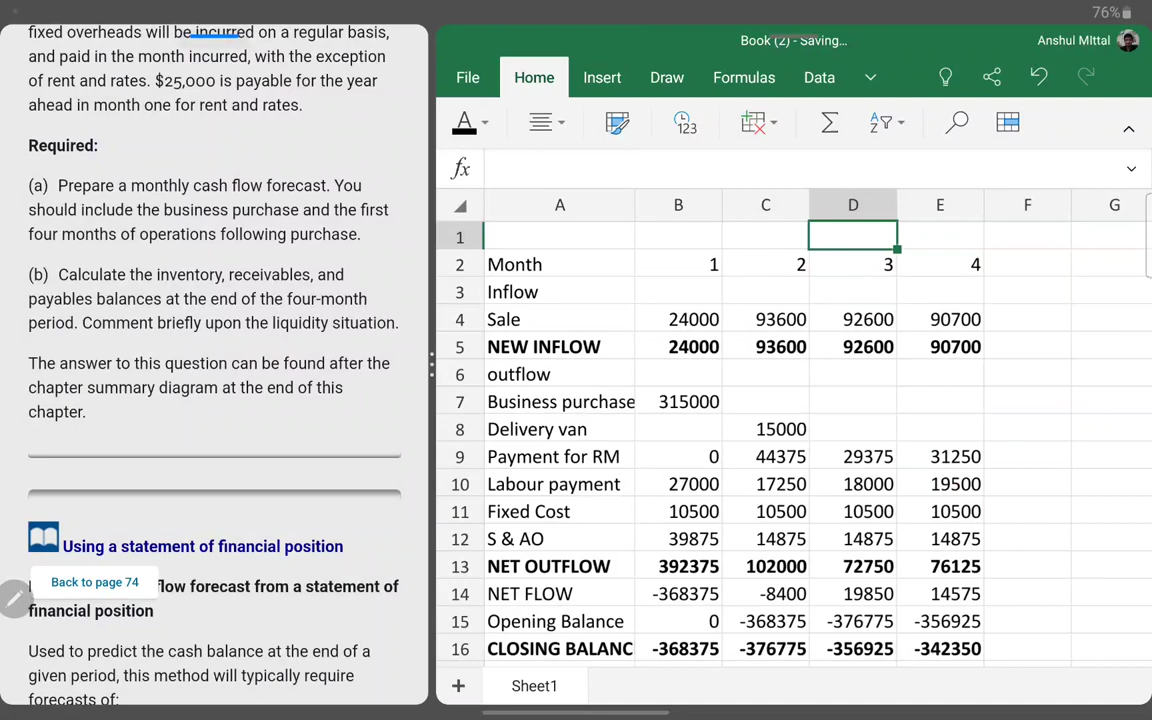 76%
fixed overheads will be incurred on a regular basis,
and paid in the month incurred, with the exception
of rent and rates. $25,000 is payable for the year
ahead in month one for rent and rates.
Required:
(a) Prepare a monthly cash flow forecast. You
should include the business purchase and the first
four months of operations following purchase.
(b) Calculate the inventory, receivables, and
payables balances at the end of the four-month
period. Comment briefly upon the liquidity situation.
The answer to this question can be found after the
chapter summary diagram at the end of this
chapter.
Using a statement of financial position
Back to page 74
flow forecast from a statement of
financial position
Used to predict the cash balance at the end of a
given period, this method will typically require
forecasts of:
Book (2) - Saving...
Anshul MIttal
File Home Insert Draw Formulas Data
A 123 Σ A Z
fx
A B C D E F G
1
2 Month 1 2 3 4
3 Inflow
4 Sale 24000 93600 92600 90700
5 NEW INFLOW 24000 93600 92600 90700
6 outflow
7 Business purchase 315000
8 Delivery van 15000
9 Payment for RM 0 44375 29375 31250
10 Labour payment 27000 17250 18000 19500
11 Fixed Cost 10500 10500 10500 10500
12 S & AO 39875 14875 14875 14875
13 NET OUTFLOW 392375 102000 72750 76125
14 NET FLOW -368375 -8400 19850 14575
15 Opening Balance 0 -368375 -376775 -356925
16 CLOSING BALANC -368375 -376775 -356925 -342350
+ Sheet1